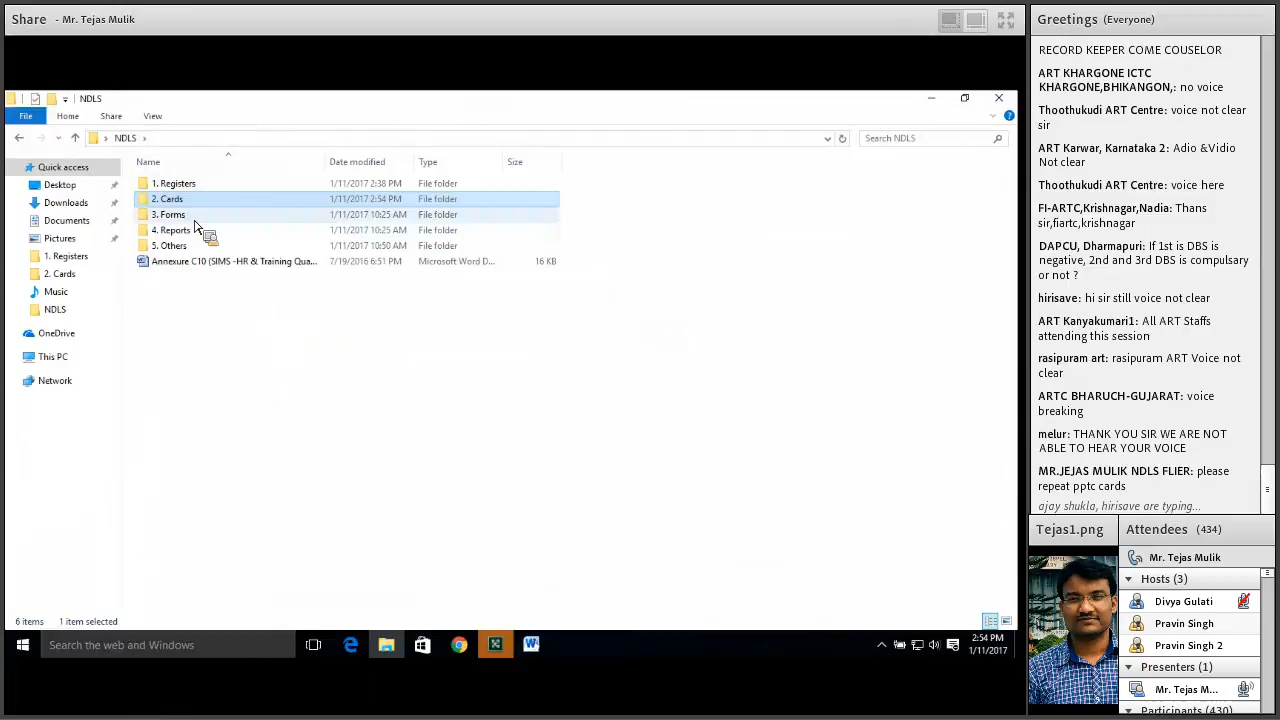 Share - Mr. Tejas Mulik
NDLS
File Home Share View
NDLS
Search NDLS
Name Date modified Type Size
Quick access
Desktop
Downloads
Documents
Pictures
1. Registers
2. Cards
Music
NDLS
OneDrive
This PC
Network
1. Registers 1/11/2017 2:38 PM File folder
2. Cards 1/11/2017 2:54 PM File folder
3. Forms 1/11/2017 10:25 AM File folder
4. Reports 1/11/2017 10:25 AM File folder
5. Others 1/11/2017 10:50 AM File folder
Annexure C10 (SIMS -HR & Training Qua... 7/19/2016 6:51 PM Microsoft Word D... 16 KB
6 items 1 item selected
Search the web and Windows
2:54 PM
1/11/2017
Greetings (Everyone)
RECORD KEEPER COME COUSELOR
ART KHARGONE ICTC
KHARGONE,BHIKANGON,: no voice
Thoothukudi ART Centre: voice not clear
sir
ART Karwar, Karnataka 2: Adio &Vidio
Not clear
Thoothukudi ART Centre: voice here
FI-ARTC,Krishnagar,Nadia: Thans
sir,fiartc,krishnagar
DAPCU, Dharmapuri: If 1st is DBS is
negative, 2nd and 3rd DBS is compulsary
or not ?
hirisave: hi sir still voice not clear
ART Kanyakumari1: All ART Staffs
attending this session
rasipuram art: rasipuram ART Voice not
clear
ARTC BHARUCH-GUJARAT: voice
breaking
melur: THANK YOU SIR WE ARE NOT
ABLE TO HEAR YOUR VOICE
MR.JEJAS MULIK NDLS FLIER: please
repeat pptc cards
ajay shukla, hirisave are typing...
Tejas1.png
Attendees (434)
Mr. Tejas Mulik
Hosts (3)
Divya Gulati
Pravin Singh
Pravin Singh 2
Presenters (1)
Mr. Tejas M...
Participants (430)